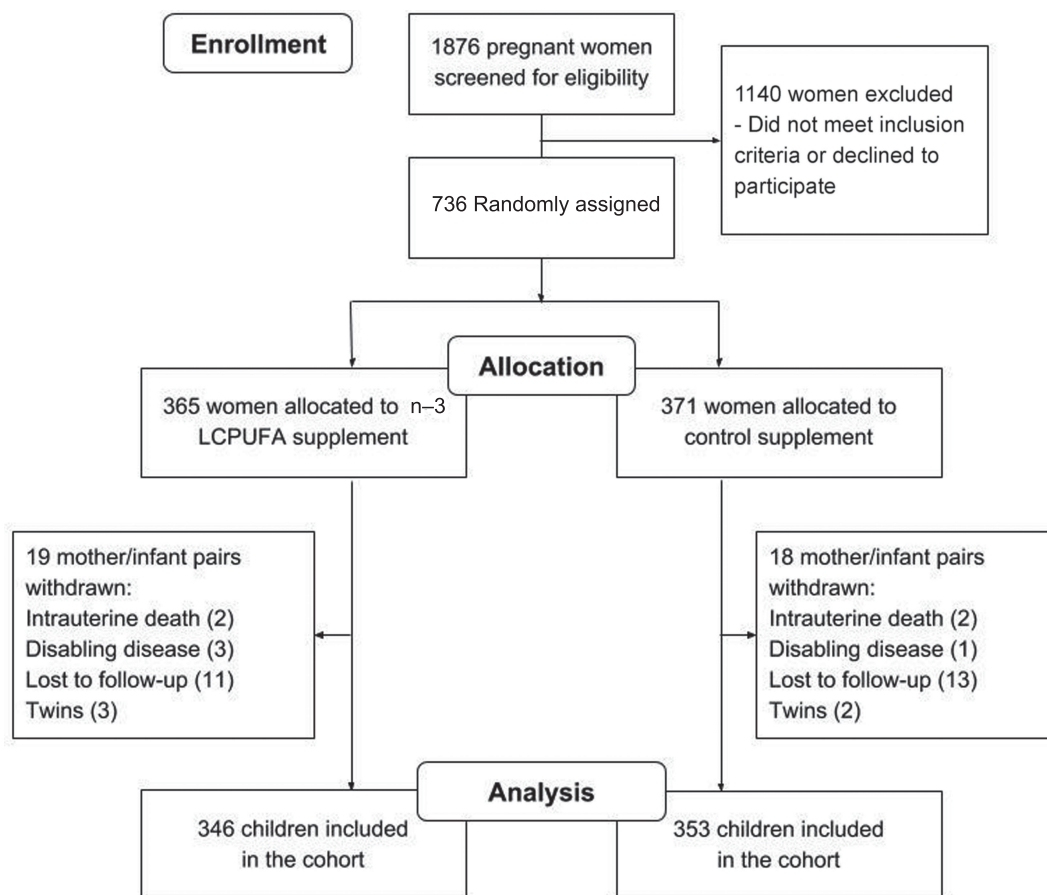 Enrollment
1876 pregnant women
screened for eligibility
1140 women excluded
- Did not meet inclusion
criteria or declined to
participate
736 Randomly assigned
Allocation
365 women allocated to n–3
LCPUFA supplement
371 women allocated to
control supplement
19 mother/infant pairs
withdrawn:
Intrauterine death (2)
Disabling disease (3)
Lost to follow-up (11)
Twins (3)
18 mother/infant pairs
withdrawn:
Intrauterine death (2)
Disabling disease (1)
Lost to follow-up (13)
Twins (2)
Analysis
346 children included
in the cohort
353 children included
in the cohort